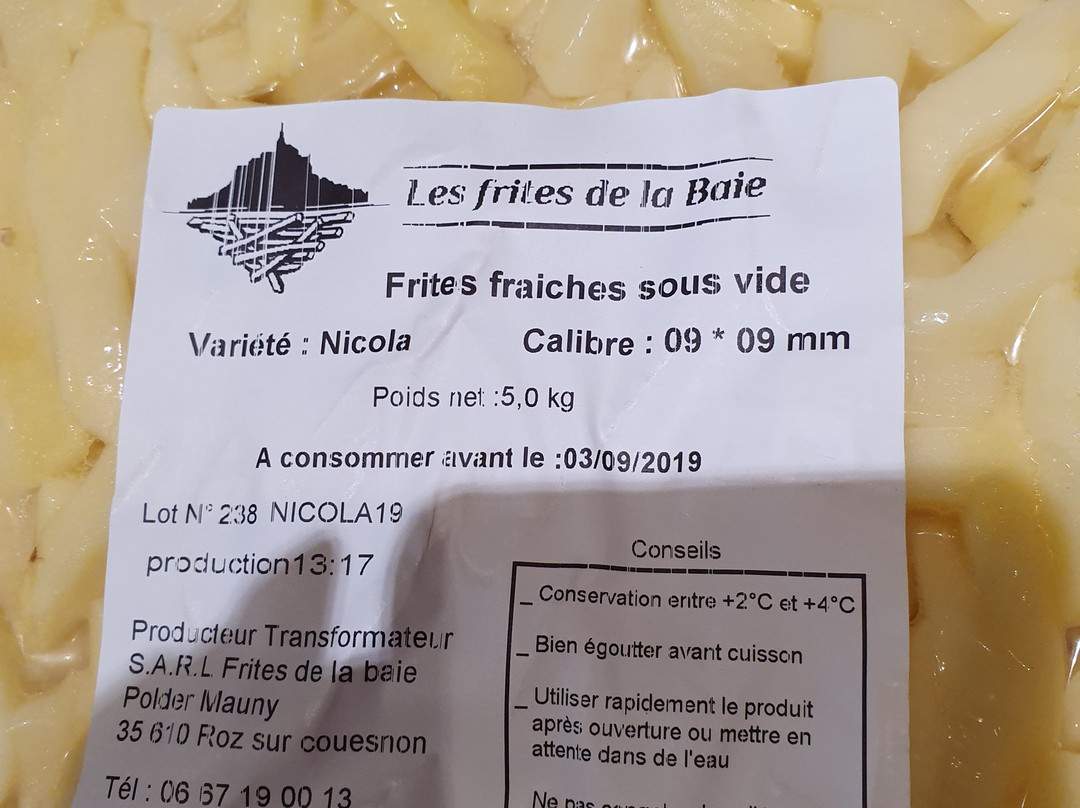 Les frites de la Baie
Frites fraiches sous vide
Variété : Nicola
Calibre : 09 * 09 mm
Poids net :5,0 kg
A consommer avant le :03/09/2019
Lot N° 238 NICOLA19
production13:17
Producteur Transformateur
S.A.R.L Frites de la baie
Polder Mauny
35 610 Roz sur couesnon
Tél : 06 67 19 00 13
Conseils
_ Conservation entre +2°C et +4°C
_ Bien égoutter avant cuisson
_ Utiliser rapidement le produit
après ouverture ou mettre en
attente dans de l'eau
Ne pas